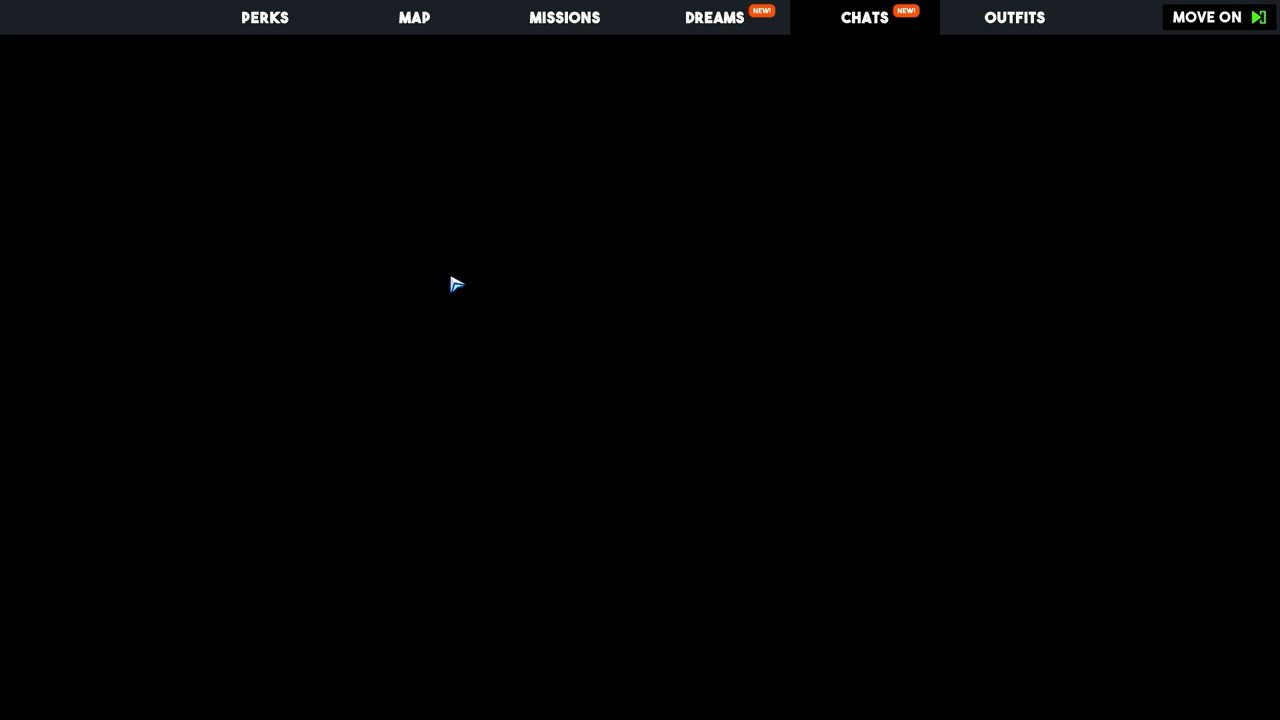 PERKS
MAP
MISSIONS
DREAMS NEW!
CHATS NEW!
OUTFITS
MOVE ON